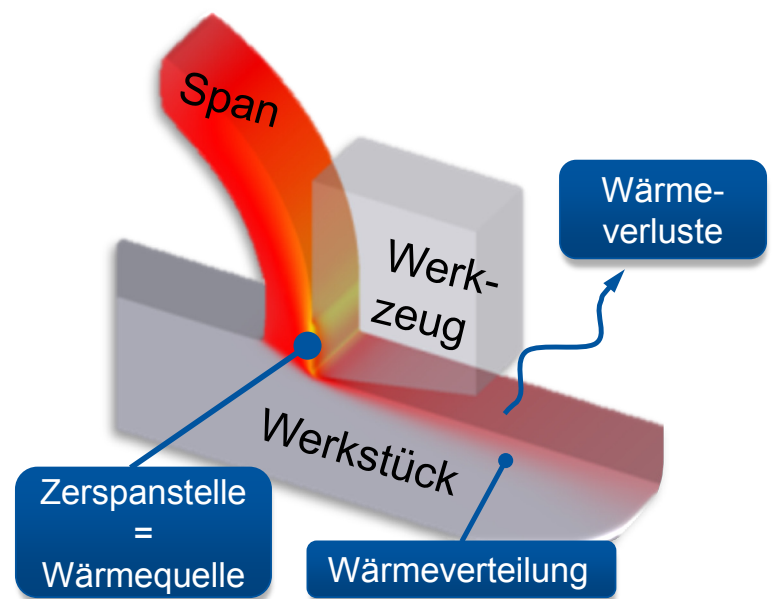 Span
Wärme-
verluste
Werk-
zeug
Werkstück
Zerspanstelle
=
Wärmequelle
Wärmeverteilung